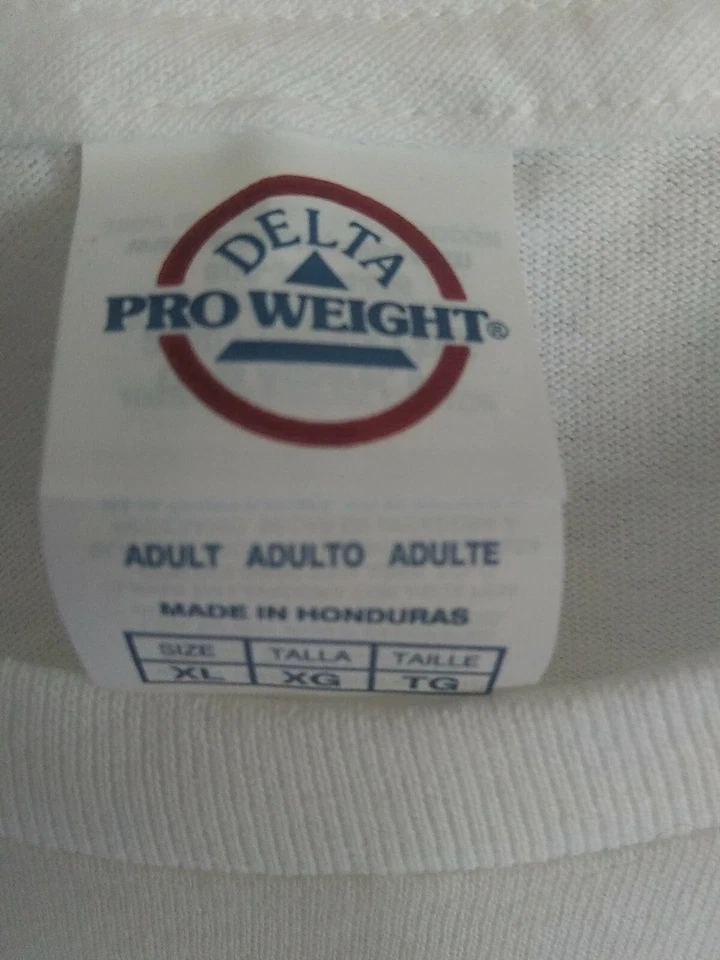 DELTA
PRO WEIGHT®
ADULT ADULTO ADULTE
MADE IN HONDURAS
SIZE TALLA TAILLE
XL XG TG